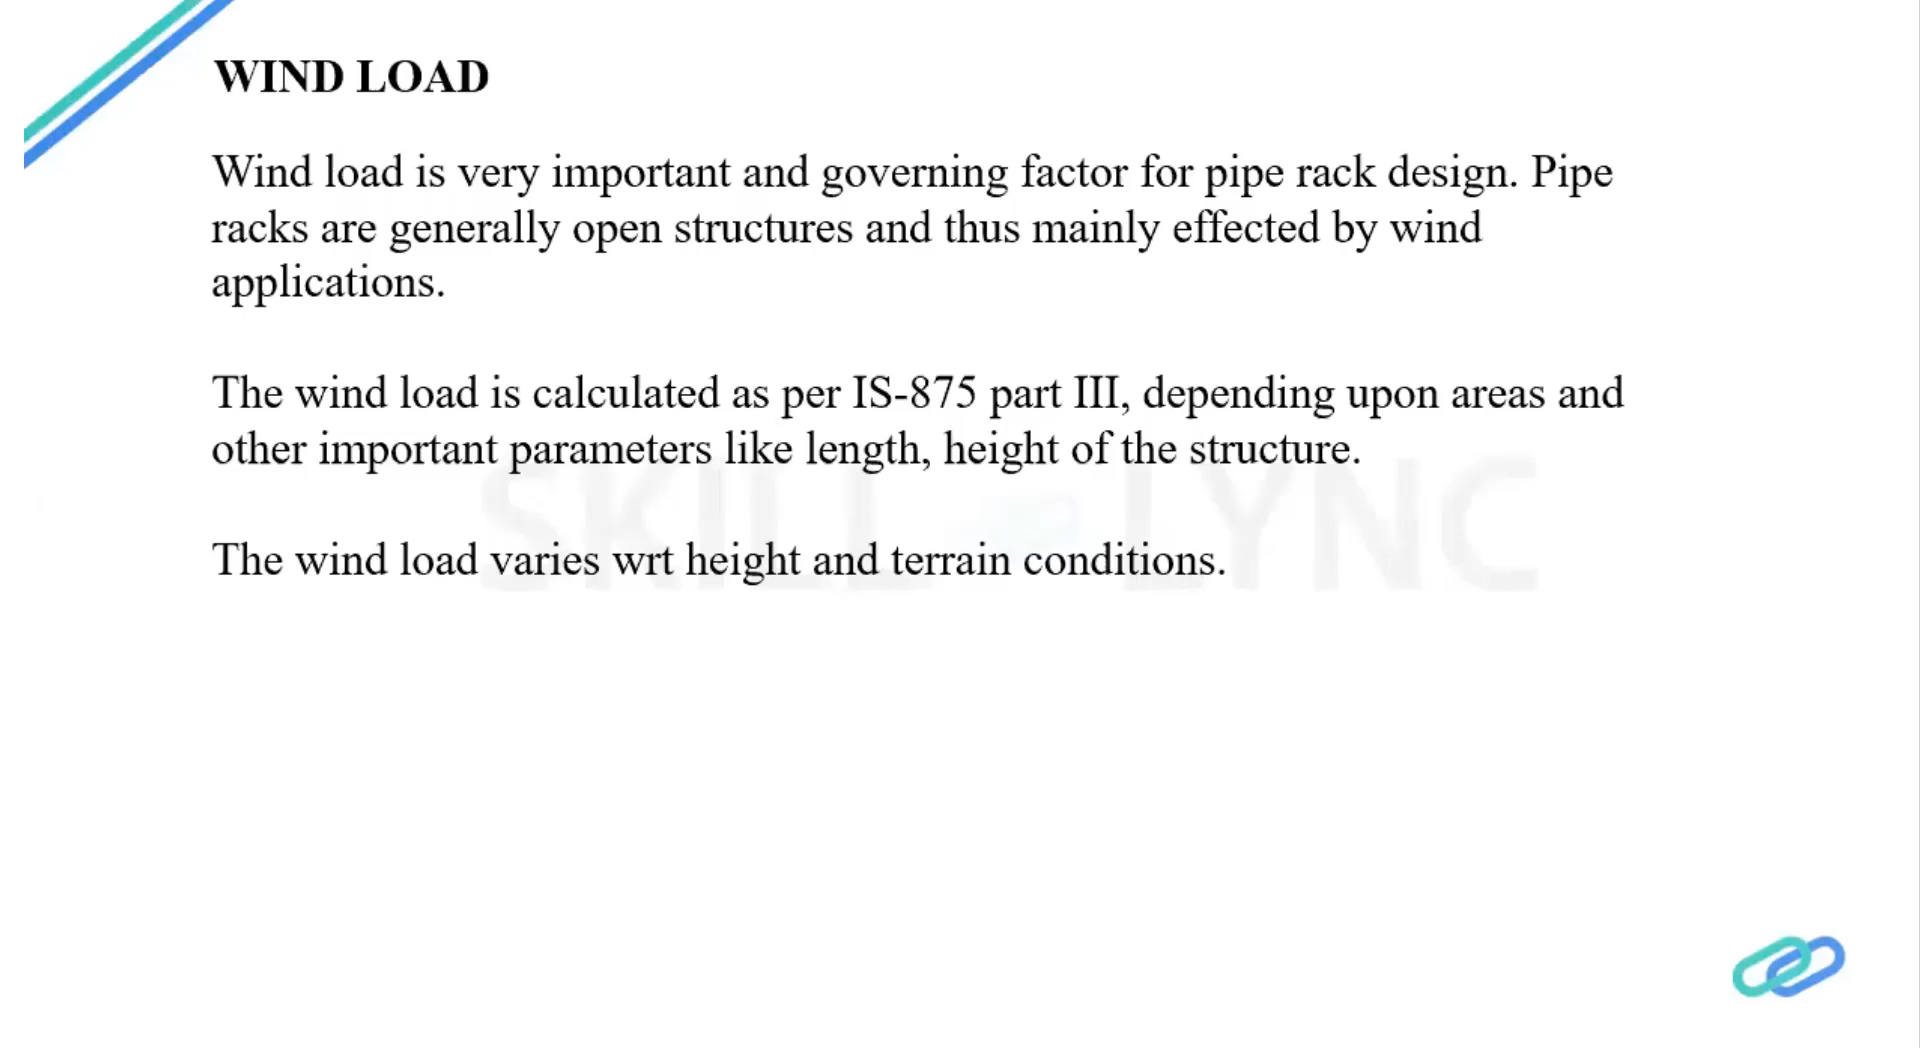 WIND LOAD
Wind load is very important and governing factor for pipe rack design. Pipe
racks are generally open structures and thus mainly effected by wind
applications.
The wind load is calculated as per IS-875 part III, depending upon areas and
other important parameters like length, height of the structure.
SKILL LYNC
The wind load varies wrt height and terrain conditions.